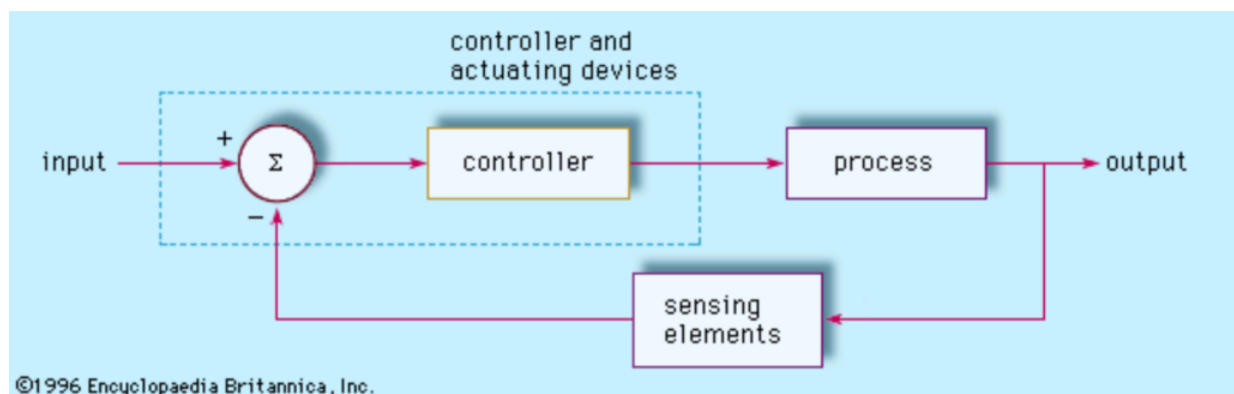 controller and
actuating devices
+
input
Σ
controller
process
output
−
sensing
elements
©1996 Encyclopaedia Britannica, Inc.